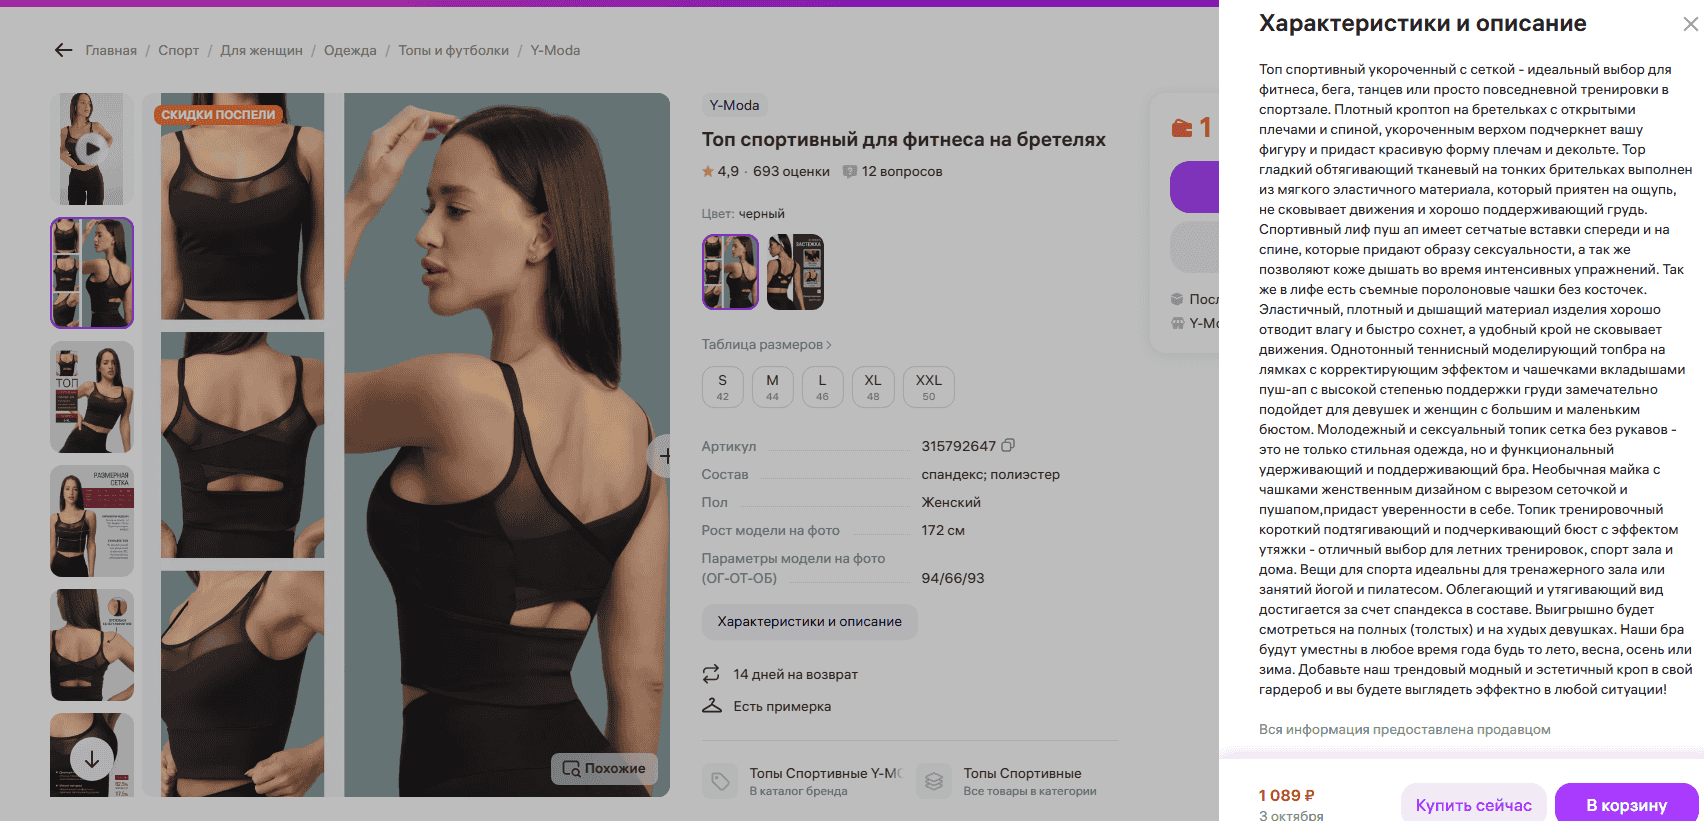 Главная / Спорт / Для женщин / Одежда / Топы и футболки / Y-Moda
СКИДКИ ПОСПЕЛИ
ТОП
РАЗМЕРНАЯ
СЕТКА
Похожие
Y-Moda
Топ спортивный для фитнеса на бретелях
4,9 · 693 оценки 12 вопросов
Цвет: черный
ЗАСТЕЖКА
Таблица размеров
S M L XL XXL
42 44 46 48 50
Артикул 315792647
Состав спандекс; полиэстер
Пол Женский
Рост модели на фото 172 см
Параметры модели на фото
(ОГ-ОТ-ОБ) 94/66/93
Характеристики и описание
14 дней на возврат
Есть примерка
Топы Спортивные Y-M
В каталог бренда
Топы Спортивные
Все товары в категории
1
Посл
Y-Mo
Характеристики и описание
Топ спортивный укороченный с сеткой - идеальный выбор для
фитнеса, бега, танцев или просто повседневной тренировки в
спортзале. Плотный кроптоп на бретельках с открытыми
плечами и спиной, укороченным верхом подчеркнет вашу
фигуру и придаст красивую форму плечам и декольте. Top
гладкий обтягивающий тканевый на тонких брительках выполнен
из мягкого эластичного материала, который приятен на ощупь,
не сковывает движения и хорошо поддерживающий грудь.
Спортивный лиф пуш ап имеет сетчатые вставки спереди и на
спине, которые придают образу сексуальности, а так же
позволяют коже дышать во время интенсивных упражнений. Так
же в лифе есть съемные поролоновые чашки без косточек.
Эластичный, плотный и дышащий материал изделия хорошо
отводит влагу и быстро сохнет, а удобный крой не сковывает
движения. Однотонный теннисный моделирующий топбра на
лямках с корректирующим эффектом и чашечками вкладышами
пуш-ап с высокой степенью поддержки груди замечательно
подойдет для девушек и женщин с большим и маленьким
бюстом. Молодежный и сексуальный топик сетка без рукавов -
это не только стильная одежда, но и функциональный
удерживающий и поддерживающий бра. Необычная майка с
чашками женственным дизайном с вырезом сеточкой и
пушапом,придаст уверенности в себе. Топик тренировочный
короткий подтягивающий и подчеркивающий бюст с эффектом
утяжки - отличный выбор для летних тренировок, спорт зала и
дома. Вещи для спорта идеальны для тренажерного зала или
занятий йогой и пилатесом. Облегающий и утягивающий вид
достигается за счет спандекса в составе. Выигрышно будет
смотреться на полных (толстых) и на худых девушках. Наши бра
будут уместны в любое время года будь то лето, весна, осень или
зима. Добавьте наш трендовый модный и эстетичный кроп в свой
гардероб и вы будете выглядеть эффектно в любой ситуации!
Вся информация предоставлена продавцом
1 089 ₽
3 октября
Купить сейчас
В корзину